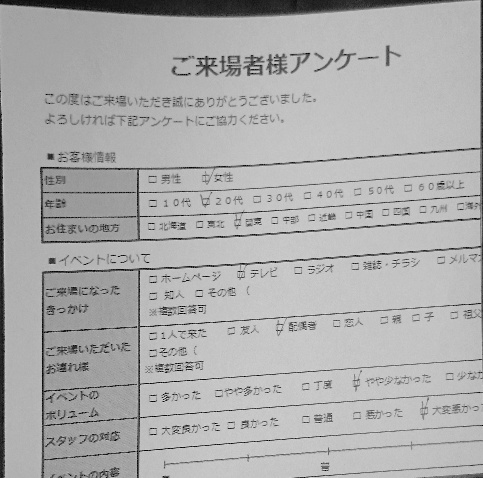 ご来場者様アンケート
この度はご来場いただき誠にありがとうございました。
よろしければ下記アンケートにご協力ください。
■お客様情報
性別 □ 男性 □ 女性
年齢 □ 10代 □ 20代 □ 30代 □ 40代 □ 50代 □ 60歳以上
お住まいの地方 □ 北海道 □ 東北 □ 関東 □ 中部 □ 近畿 □ 中国 □ 四国 □ 九州 □ 海外
■イベントについて
ご来場になった
きっかけ
□ ホームページ □ テレビ □ ラジオ □ 雑誌・チラシ □ メルマ
□ 知人 □ その他 (
※複数回答可
ご来場いただいた
お連れ様
□ 1人で来た □ 友人 □ 配偶者 □ 恋人 □ 親 □ 子 □ 祖父
□その他 (
※複数回答可
イベントの
ボリューム
□ 多かった □やや多かった □ 丁度 □ やや少なかった □ 少な
スタッフの対応 □ 大変良かった □ 良かった □ 普通 □ 悪かった □ 大変悪かっ
イベントの内容
普